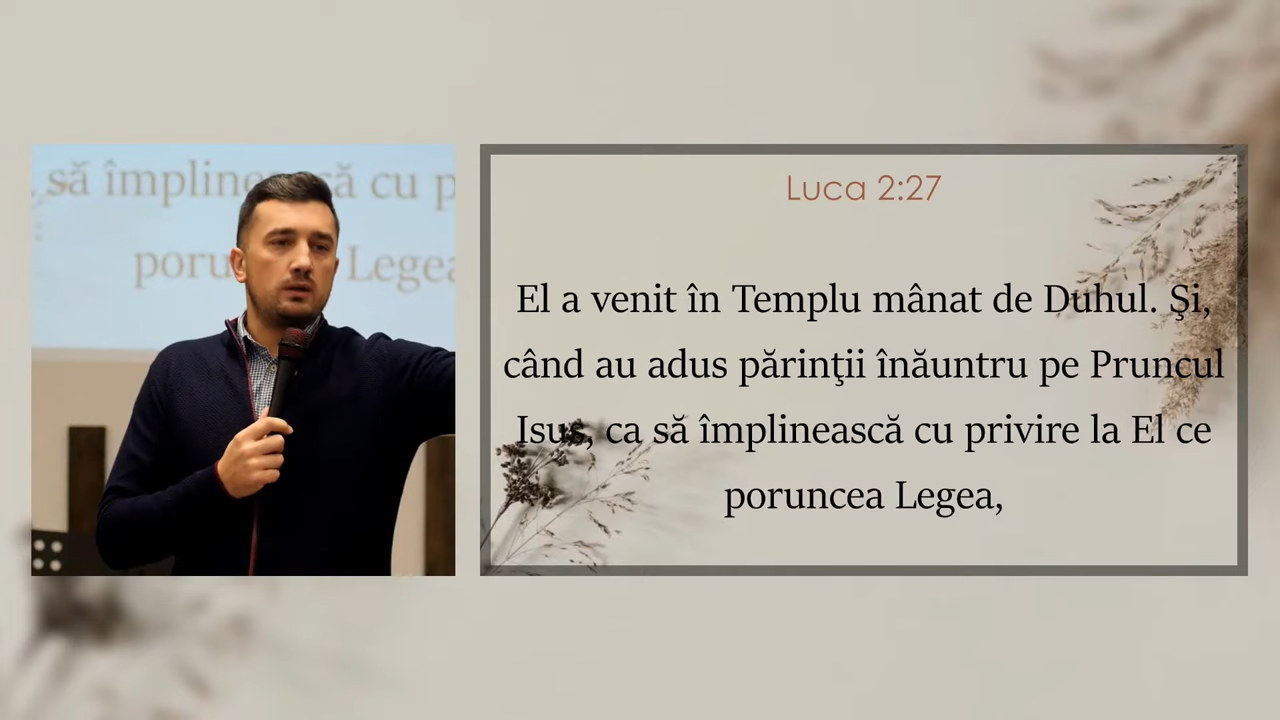 să împlinească cu p
poruncea Legea
Luca 2:27
El a venit în Templu mânat de Duhul. Şi,
când au adus părinţii înăuntru pe Pruncul
Isus, ca să împlinească cu privire la El ce
poruncea Legea,